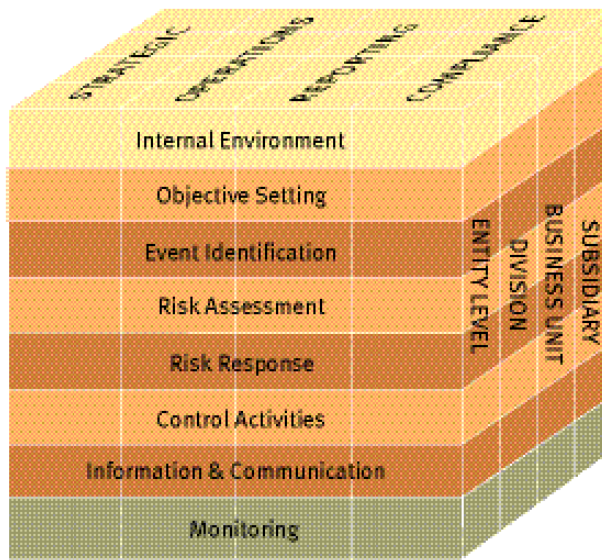 STRATEGIC
OPERATIONS
REPORTING
COMPLIANCE
Internal Environment
Objective Setting
Event Identification
Risk Assessment
Risk Response
Control Activities
Information & Communication
Monitoring
ENTITY LEVEL
DIVISION
BUSINESS UNIT
SUBSIDIARY